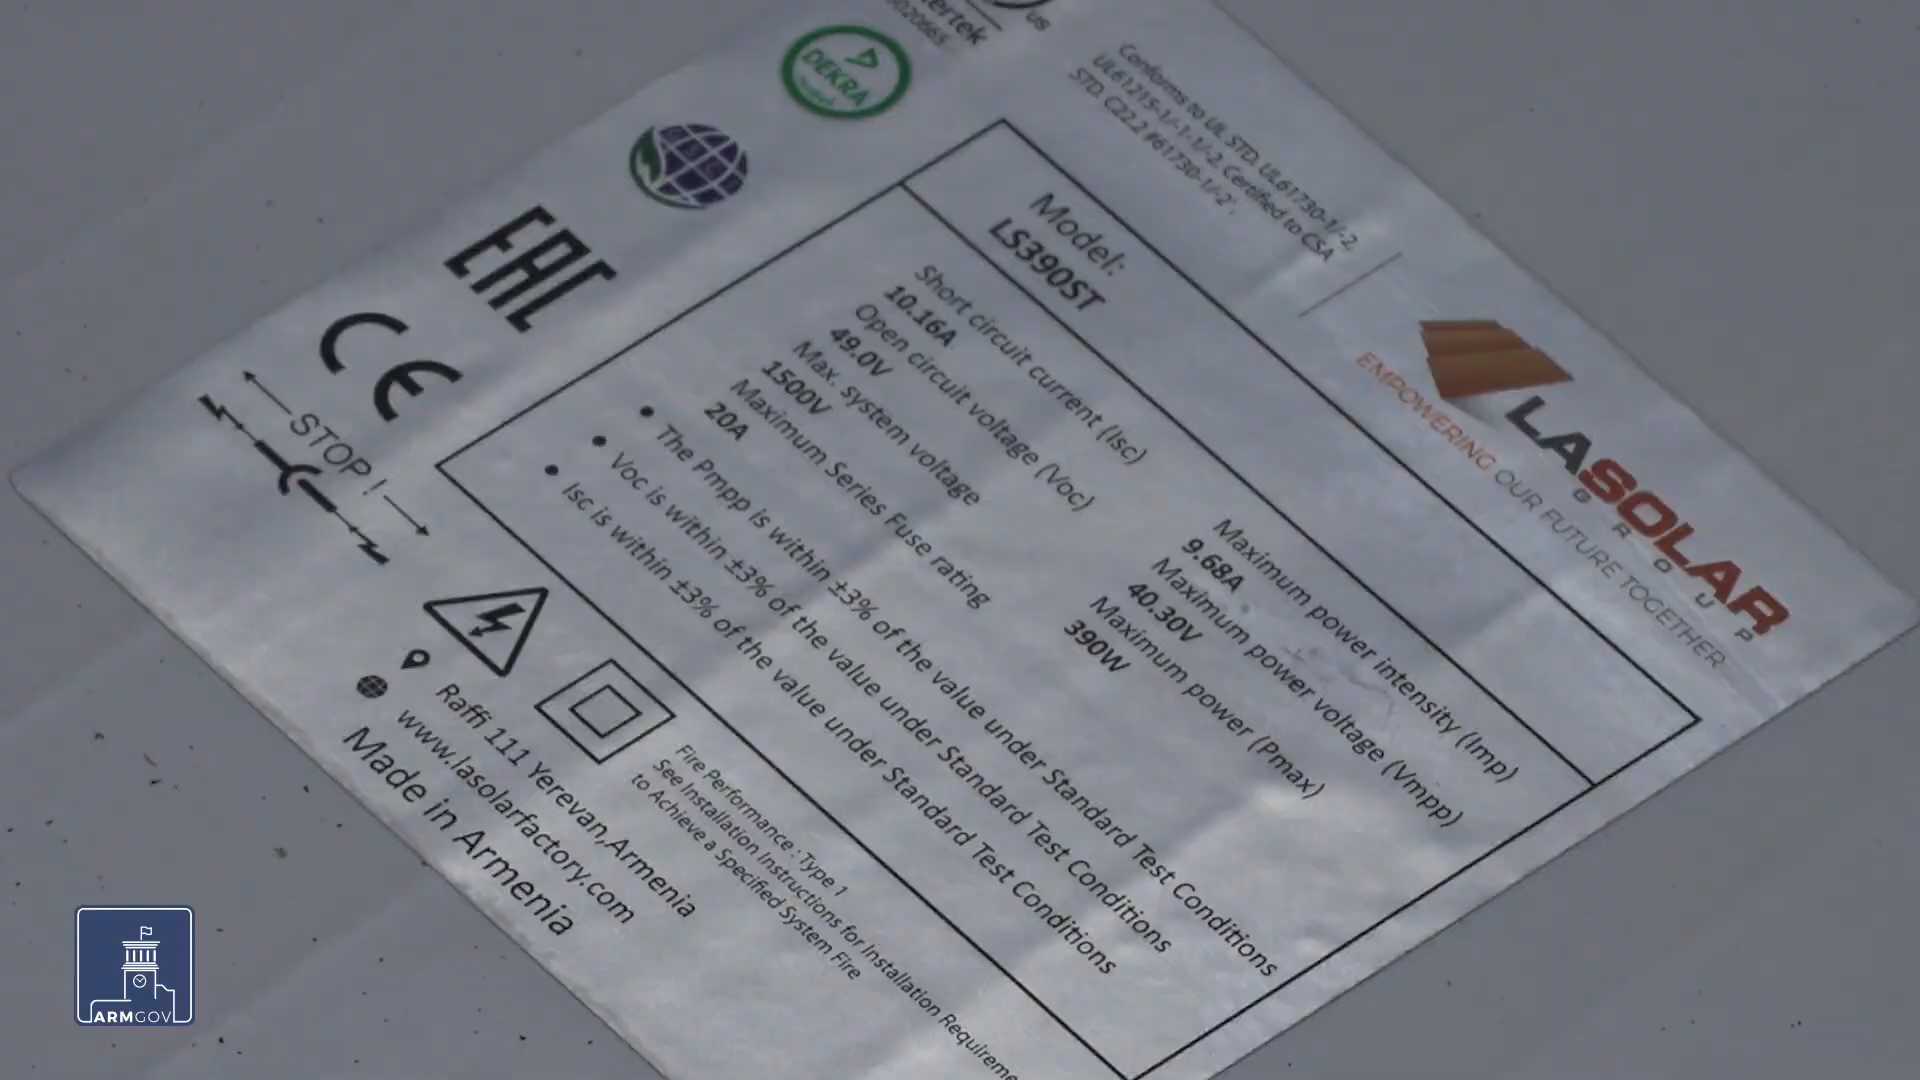 LASOLAR
GROUP
EMPOWERING OUR FUTURE TOGETHER
Conforms to UL STD. UL61730-1/-2,
UL61215-1/-1-1/-2. Certified to CSA
STD. C22.2 #61730-1/-2'.
US
DEKRA
EAC
CE
STOP !
Model:
LS390ST
Short circuit current (Isc)
10.16A
Open circuit voltage (Voc)
49.0V
Max. system voltage
1500V
Maximum Series Fuse rating
20A
Maximum power intensity (Imp)
9.68A
Maximum power voltage (Vmpp)
40.30V
Maximum power (Pmax)
390W
The Pmpp is within ±3% of the value under Standard Test Conditions
Voc is within ±3% of the value under Standard Test Conditions
Isc is within ±3% of the value under Standard Test Conditions
Fire Performance : Type 1
See Installation Instructions for Installation Requireme
to Achieve a Specified System Fire
Raffi 111 Yerevan,Armenia
www.lasolarfactory.com
Made in Armenia
ARMGOV